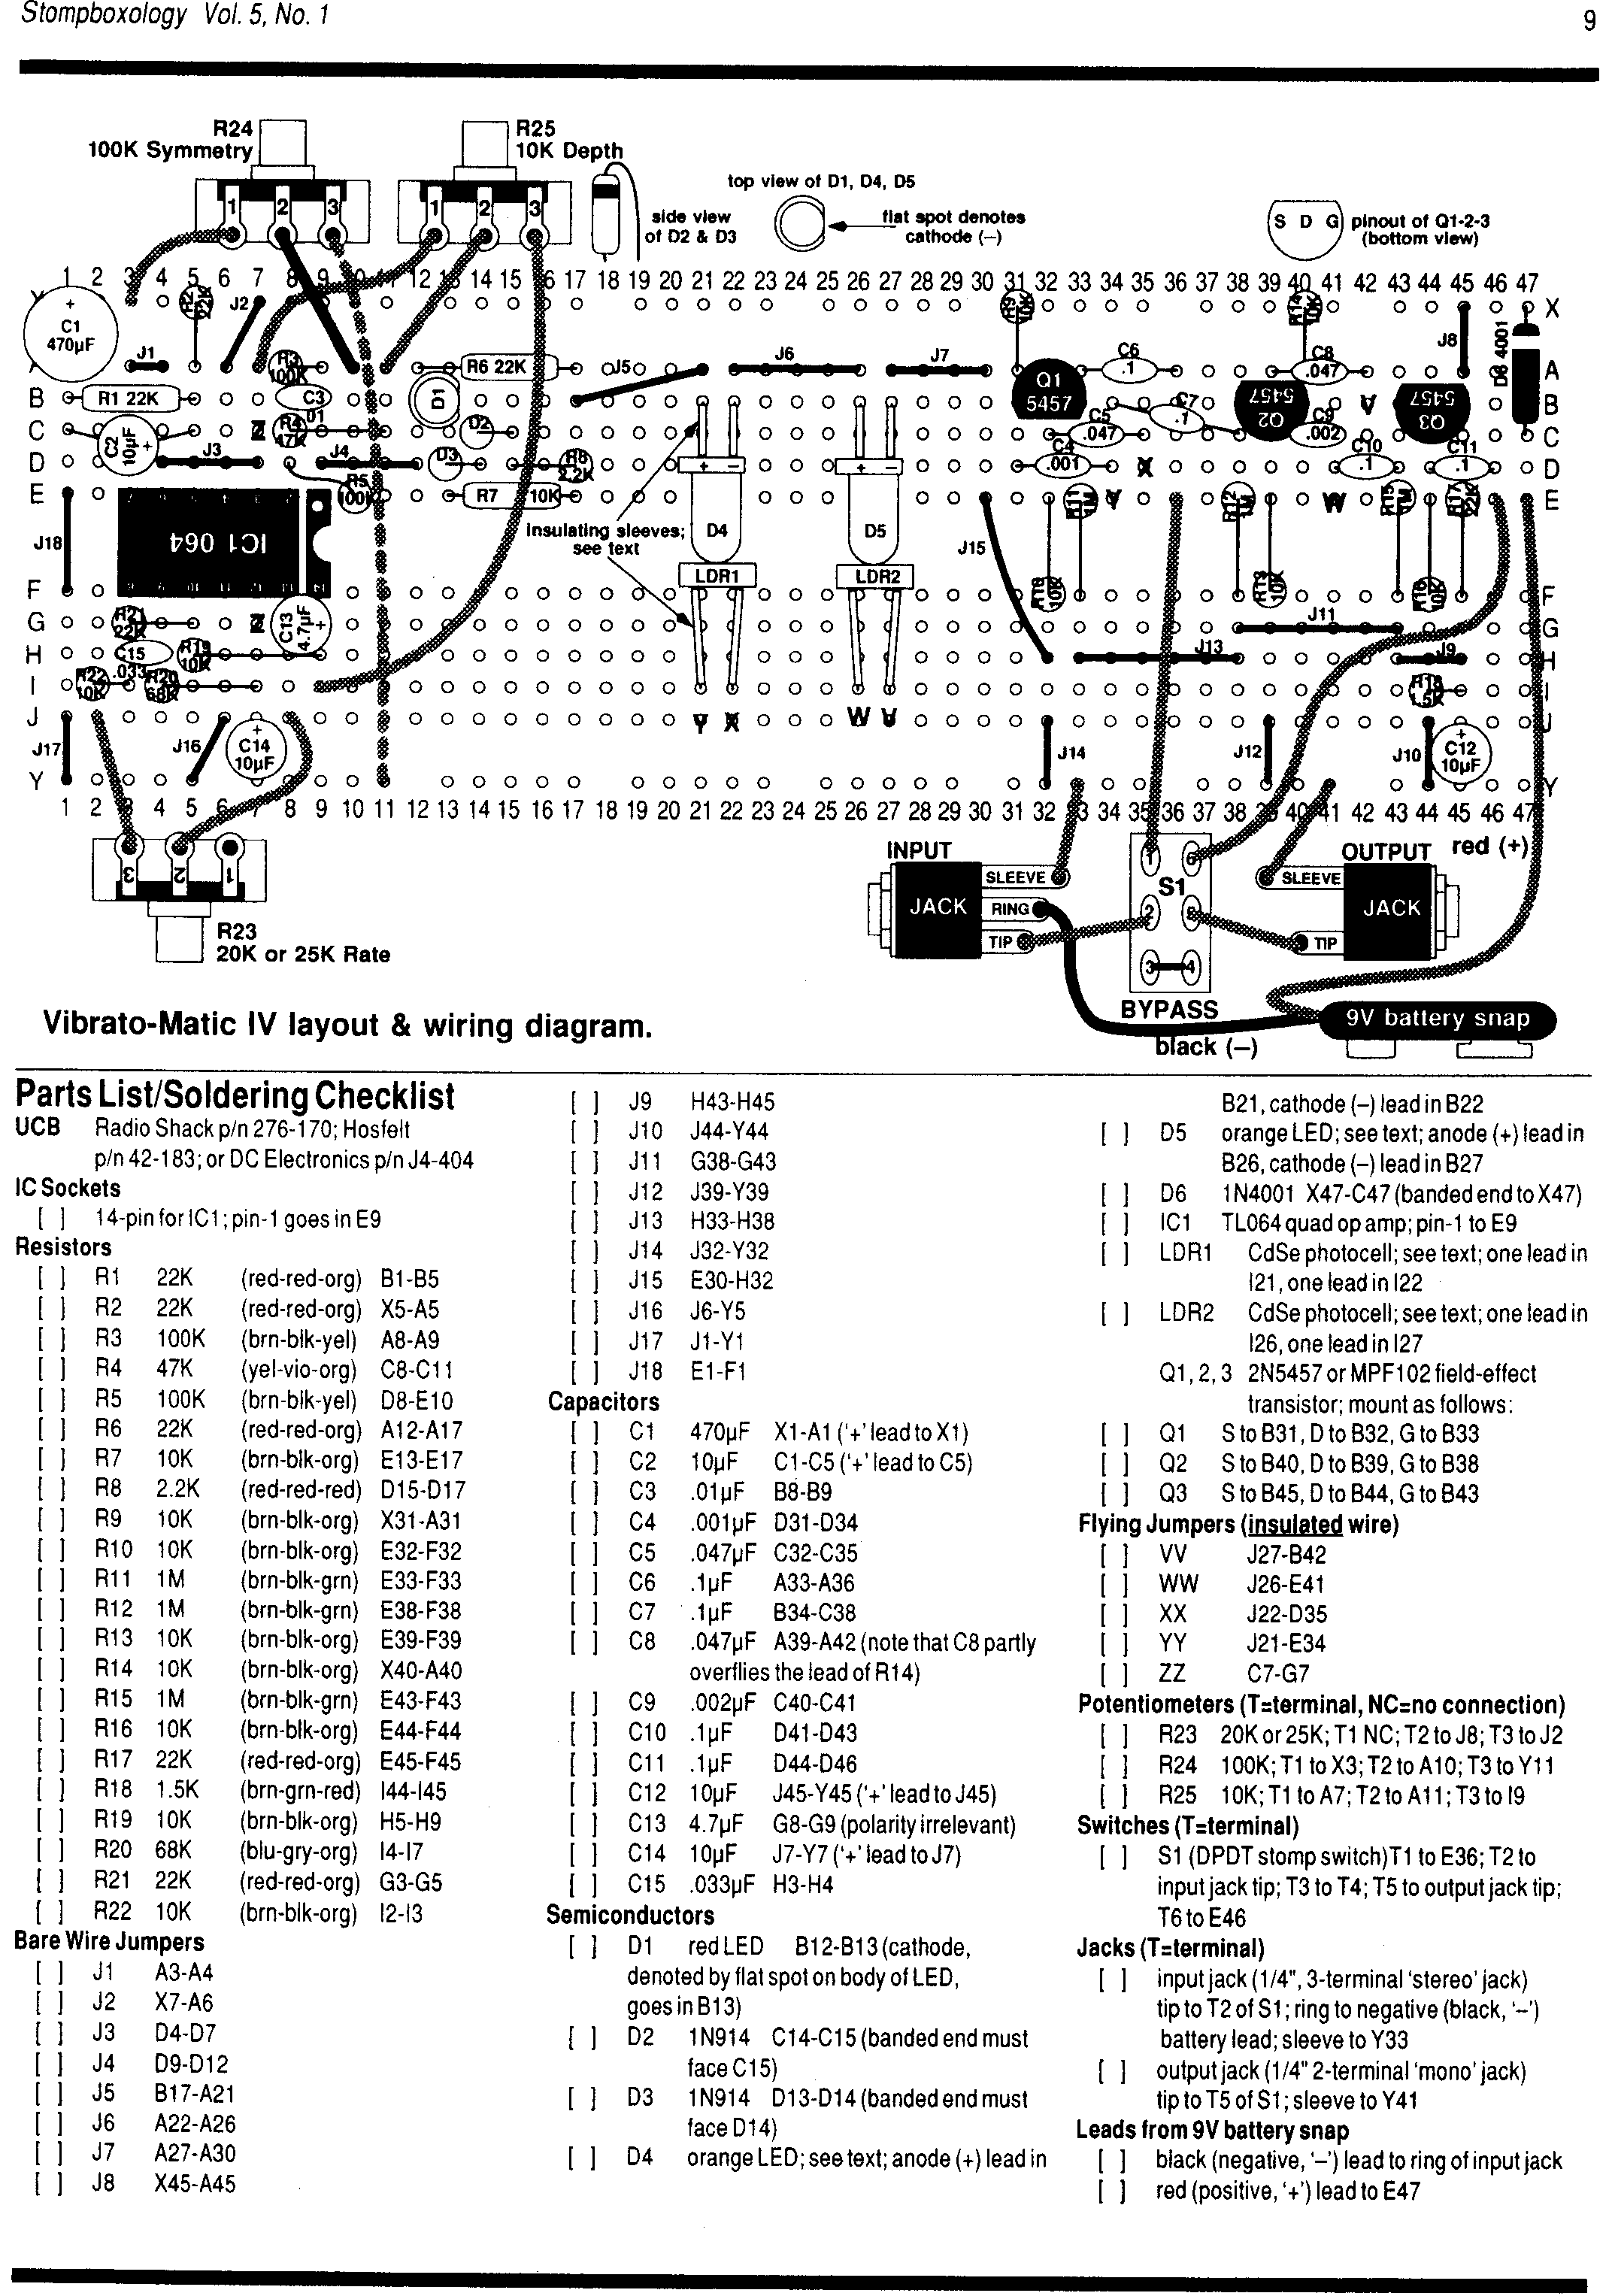 Stompboxology Vol. 5, No. 1
9
R24
100K Symmetry
R25
10K Depth
1 2 3
1 2 3
side view
of D2 & D3
top view of D1, D4, D5
flat spot denotes
cathode (–)
S D G
pinout of Q1-2-3
(bottom view)
1 2 3 4 5 6 7 8 9 10 11 12 13 14 15 16 17 18 19 20 21 22 23 24 25 26 27 28 29 30 31 32 33 34 35 36 37 38 39 40 41 42 43 44 45 46 47
X
+
C1
470µF
R2
22K
J2
R9
10K
R14
10K
J8
D6 4001
X
J1
R3
100K
R6 22K
J5
J6
J7
C6
.1
C8
.047
A
B
R1 22K
C3
.01
D1
Q1
5457
C7
.1
Q2
5457
V
Q3
5457
B
C
C2
10µF
+
Z
R4
47K
D2
C5
.047
C9
.002
C
D
J3
J4
D3
R8
2.2K
+ –
+ –
C4
.001
X
C10
.1
C11
.1
D
E
R5
100K
R7 10K
R11
1M
Y
R12
1M
W
R15
1M
R17
22K
E
J18
IC1 064
Insulating sleeves;
see text
D4
D5
J15
F
LDR1
LDR2
R10
10K
R13
10K
R16
10K
F
G
R21
22K
Z
C13
4.7µF
+
J11
G
H
C15
.033
R19
10K
J13
J9
H
I
R22
10K
R20
68K
R18
1.5K
I
J
Y X
W V
J
J17
J16
+
C14
10µF
J14
J12
J10
+
C12
10µF
Y
Y
1 2 3 4 5 6 7 8 9 10 11 12 13 14 15 16 17 18 19 20 21 22 23 24 25 26 27 28 29 30 31 32 33 34 35 36 37 38 39 40 41 42 43 44 45 46 47
3 2 1
R23
20K or 25K Rate
INPUT
JACK
SLEEVE
RING
TIP
1 6
S1
2 5
3 4
BYPASS
OUTPUT
SLEEVE
JACK
TIP
red (+)
9V battery snap
black (–)
Vibrato-Matic IV layout & wiring diagram.
Parts List/Soldering Checklist
UCB Radio Shack p/n 276-170; Hosfelt
p/n 42-183; or DC Electronics p/n J4-404
IC Sockets
[ ] 14-pin for IC1; pin-1 goes in E9
Resistors
[ ] R1 22K (red-red-org) B1-B5
[ ] R2 22K (red-red-org) X5-A5
[ ] R3 100K (brn-blk-yel) A8-A9
[ ] R4 47K (yel-vio-org) C8-C11
[ ] R5 100K (brn-blk-yel) D8-E10
[ ] R6 22K (red-red-org) A12-A17
[ ] R7 10K (brn-blk-org) E13-E17
[ ] R8 2.2K (red-red-red) D15-D17
[ ] R9 10K (brn-blk-org) X31-A31
[ ] R10 10K (brn-blk-org) E32-F32
[ ] R11 1M (brn-blk-grn) E33-F33
[ ] R12 1M (brn-blk-grn) E38-F38
[ ] R13 10K (brn-blk-org) E39-F39
[ ] R14 10K (brn-blk-org) X40-A40
[ ] R15 1M (brn-blk-grn) E43-F43
[ ] R16 10K (brn-blk-org) E44-F44
[ ] R17 22K (red-red-org) E45-F45
[ ] R18 1.5K (brn-grn-red) I44-I45
[ ] R19 10K (brn-blk-org) H5-H9
[ ] R20 68K (blu-gry-org) I4-I7
[ ] R21 22K (red-red-org) G3-G5
[ ] R22 10K (brn-blk-org) I2-I3
Bare Wire Jumpers
[ ] J1 A3-A4
[ ] J2 X7-A6
[ ] J3 D4-D7
[ ] J4 D9-D12
[ ] J5 B17-A21
[ ] J6 A22-A26
[ ] J7 A27-A30
[ ] J8 X45-A45
[ ] J9 H43-H45
[ ] J10 J44-Y44
[ ] J11 G38-G43
[ ] J12 J39-Y39
[ ] J13 H33-H38
[ ] J14 J32-Y32
[ ] J15 E30-H32
[ ] J16 J6-Y5
[ ] J17 J1-Y1
[ ] J18 E1-F1
Capacitors
[ ] C1 470µF X1-A1 ('+' lead to X1)
[ ] C2 10µF C1-C5 ('+' lead to C5)
[ ] C3 .01µF B8-B9
[ ] C4 .001µF D31-D34
[ ] C5 .047µF C32-C35
[ ] C6 .1µF A33-A36
[ ] C7 .1µF B34-C38
[ ] C8 .047µF A39-A42 (note that C8 partly
overflies the lead of R14)
[ ] C9 .002µF C40-C41
[ ] C10 .1µF D41-D43
[ ] C11 .1µF D44-D46
[ ] C12 10µF J45-Y45 ('+' lead to J45)
[ ] C13 4.7µF G8-G9 (polarity irrelevant)
[ ] C14 10µF J7-Y7 ('+' lead to J7)
[ ] C15 .033µF H3-H4
Semiconductors
[ ] D1 red LED B12-B13 (cathode,
denoted by flat spot on body of LED,
goes in B13)
[ ] D2 1N914 C14-C15 (banded end must
face C15)
[ ] D3 1N914 D13-D14 (banded end must
face D14)
[ ] D4 orange LED; see text; anode (+) lead in
B21, cathode (–) lead in B22
[ ] D5 orange LED; see text; anode (+) lead in
B26, cathode (–) lead in B27
[ ] D6 1N4001 X47-C47 (banded end to X47)
[ ] IC1 TL064 quad op amp; pin-1 to E9
[ ] LDR1 CdSe photocell; see text; one lead in
I21, one lead in I22
[ ] LDR2 CdSe photocell; see text; one lead in
I26, one lead in I27
Q1, 2, 3 2N5457 or MPF102 field-effect
transistor; mount as follows:
[ ] Q1 S to B31, D to B32, G to B33
[ ] Q2 S to B40, D to B39, G to B38
[ ] Q3 S to B45, D to B44, G to B43
Flying Jumpers (insulated wire)
[ ] VV J27-B42
[ ] WW J26-E41
[ ] XX J22-D35
[ ] YY J21-E34
[ ] ZZ C7-G7
Potentiometers (T=terminal, NC=no connection)
[ ] R23 20K or 25K; T1 NC; T2 to J8; T3 to J2
[ ] R24 100K; T1 to X3; T2 to A10; T3 to Y11
[ ] R25 10K; T1 to A7; T2 to A11; T3 to I9
Switches (T=terminal)
[ ] S1 (DPDT stomp switch) T1 to E36; T2 to
input jack tip; T3 to T4; T5 to output jack tip;
T6 to E46
Jacks (T=terminal)
[ ] input jack (1/4", 3-terminal 'stereo' jack)
tip to T2 of S1; ring to negative (black, '–')
battery lead; sleeve to Y33
[ ] output jack (1/4" 2-terminal 'mono' jack)
tip to T5 of S1; sleeve to Y41
Leads from 9V battery snap
[ ] black (negative, '–') lead to ring of input jack
[ ] red (positive, '+') lead to E47